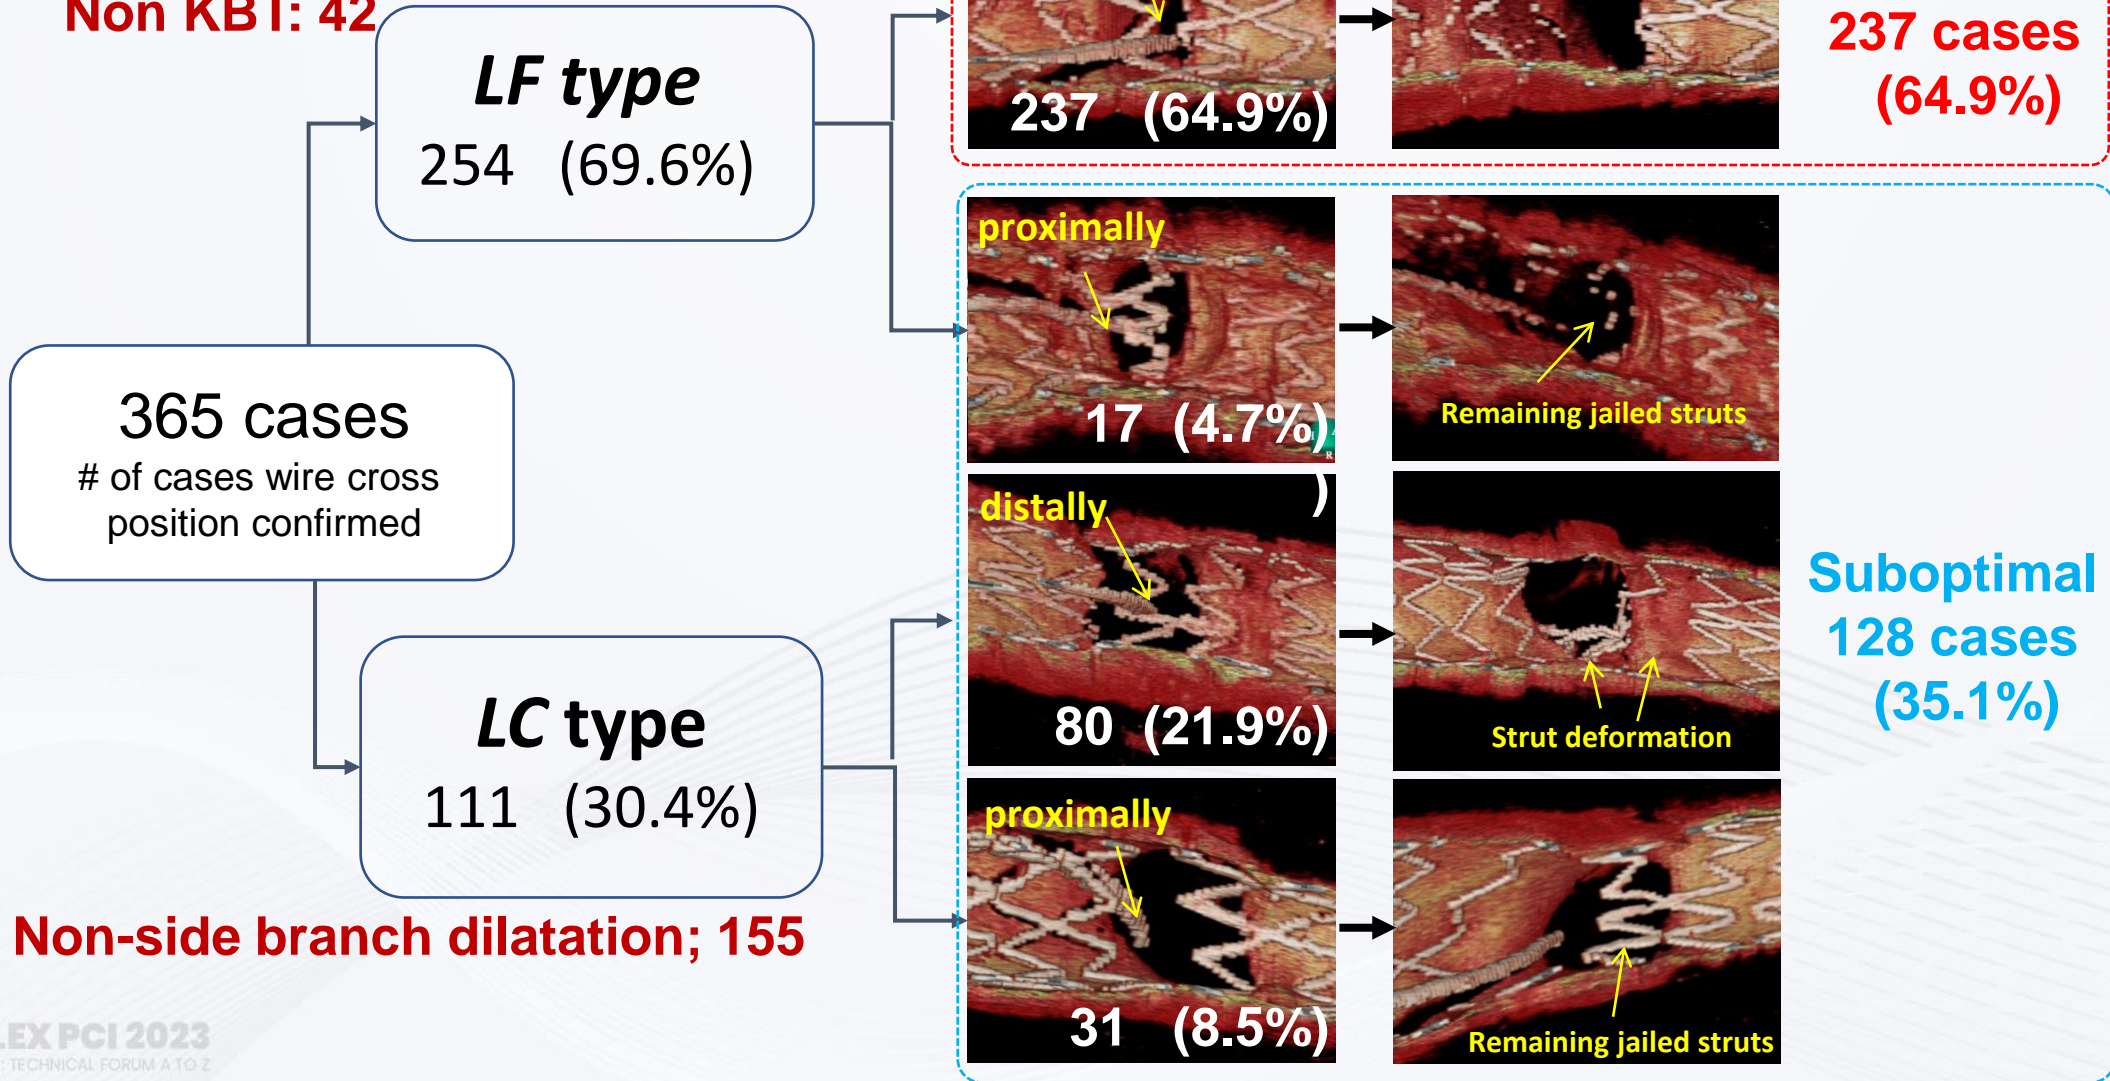 Non KBT: 42
LF type
254 (69.6%)
237 (64.9%)
237 cases
(64.9%)
proximally
17 (4.7%)
)
Remaining jailed struts
365 cases
# of cases wire cross
position confirmed
distally
80 (21.9%)
Strut deformation
Suboptimal
128 cases
(35.1%)
LC type
111 (30.4%)
proximally
31 (8.5%)
Remaining jailed struts
Non-side branch dilatation; 155
LEX PCI 2023
: TECHNICAL FORUM A TO Z